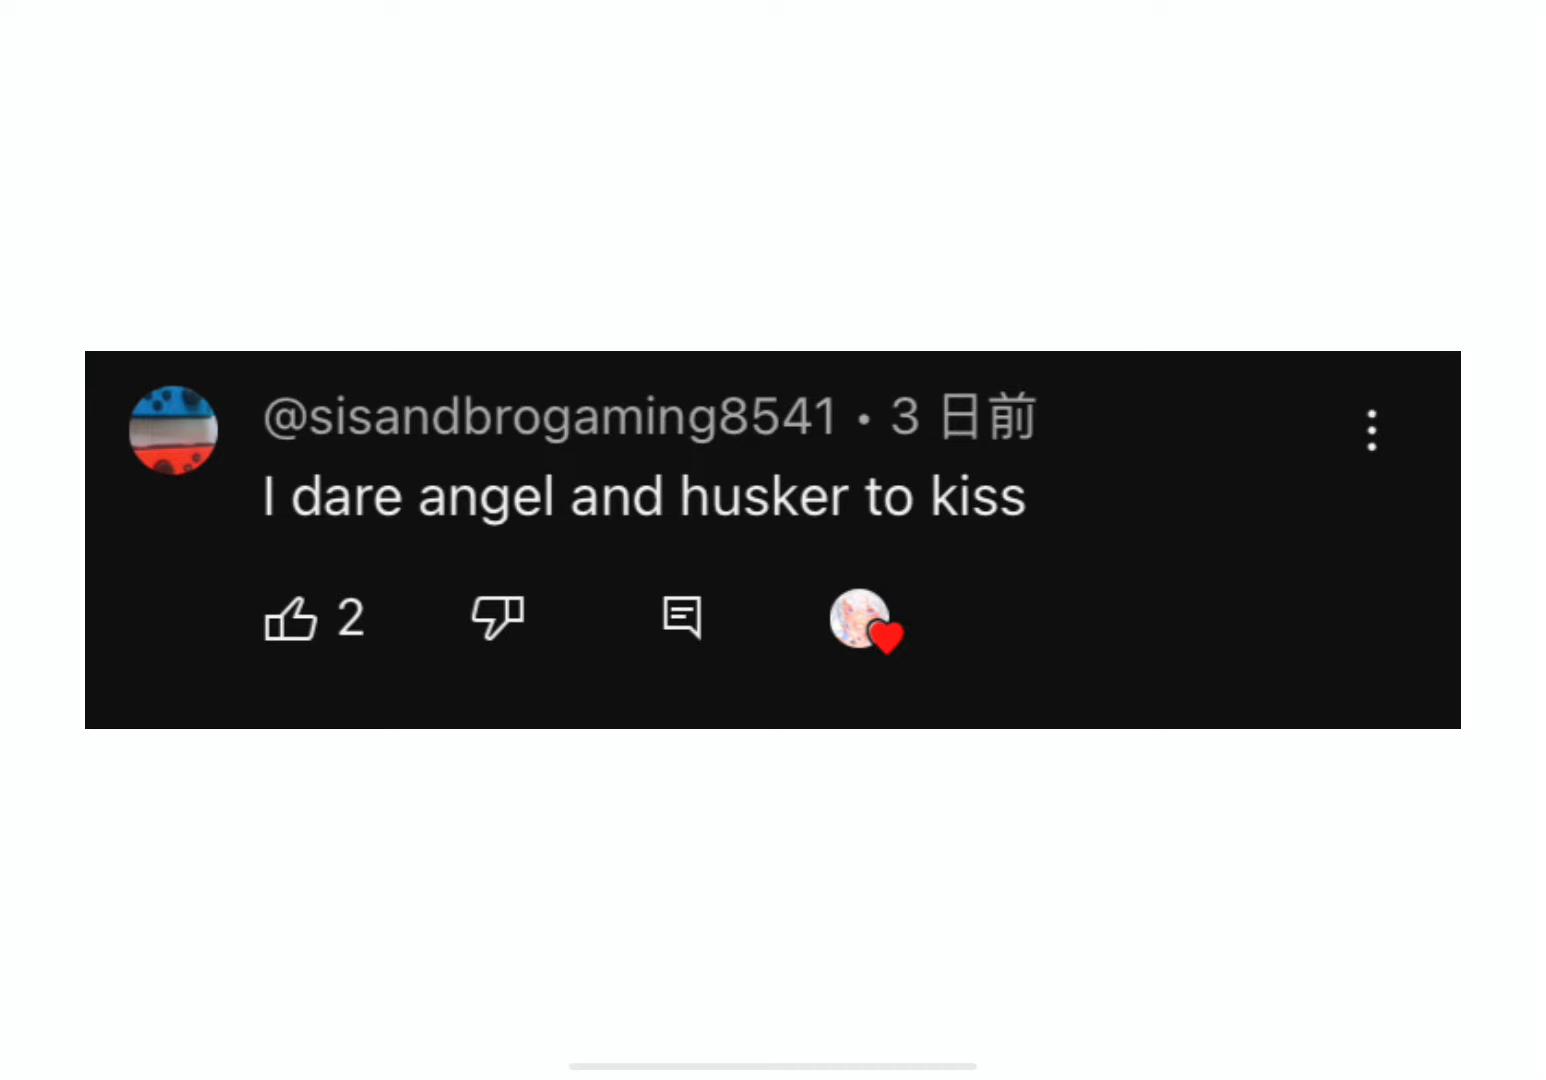 @sisandbrogaming8541 • 3 日前
I dare angel and husker to kiss
2